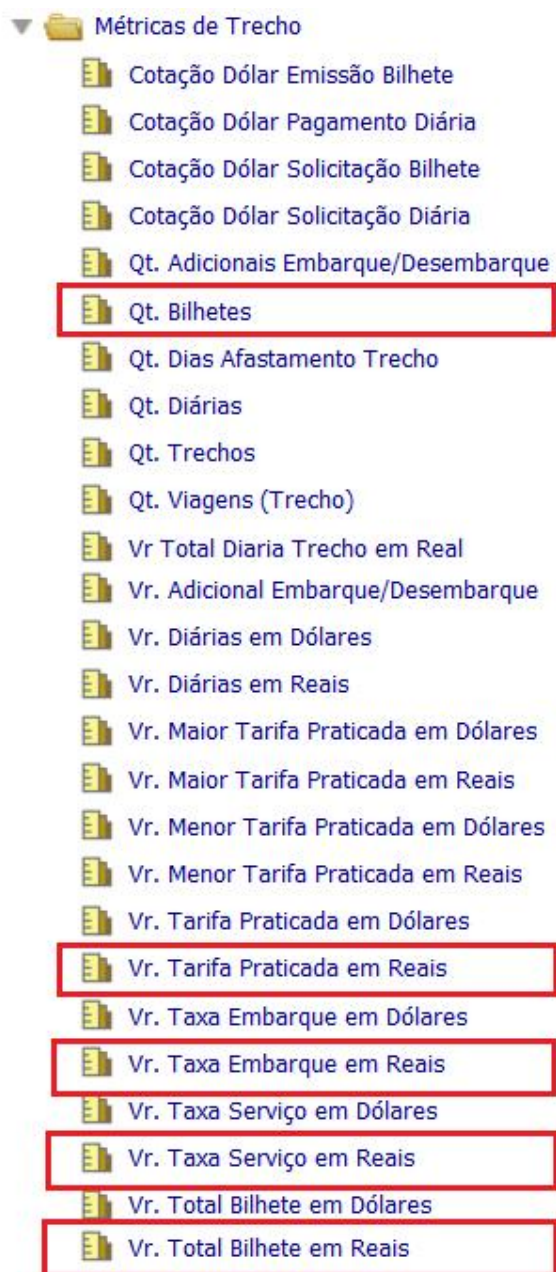 Métricas de Trecho
Cotação Dólar Emissão Bilhete
Cotação Dólar Pagamento Diária
Cotação Dólar Solicitação Bilhete
Cotação Dólar Solicitação Diária
Qt. Adicionais Embarque/Desembarque
Qt. Bilhetes
Qt. Dias Afastamento Trecho
Qt. Diárias
Qt. Trechos
Qt. Viagens (Trecho)
Vr Total Diaria Trecho em Real
Vr. Adicional Embarque/Desembarque
Vr. Diárias em Dólares
Vr. Diárias em Reais
Vr. Maior Tarifa Praticada em Dólares
Vr. Maior Tarifa Praticada em Reais
Vr. Menor Tarifa Praticada em Dólares
Vr. Menor Tarifa Praticada em Reais
Vr. Tarifa Praticada em Dólares
Vr. Tarifa Praticada em Reais
Vr. Taxa Embarque em Dólares
Vr. Taxa Embarque em Reais
Vr. Taxa Serviço em Dólares
Vr. Taxa Serviço em Reais
Vr. Total Bilhete em Dólares
Vr. Total Bilhete em Reais